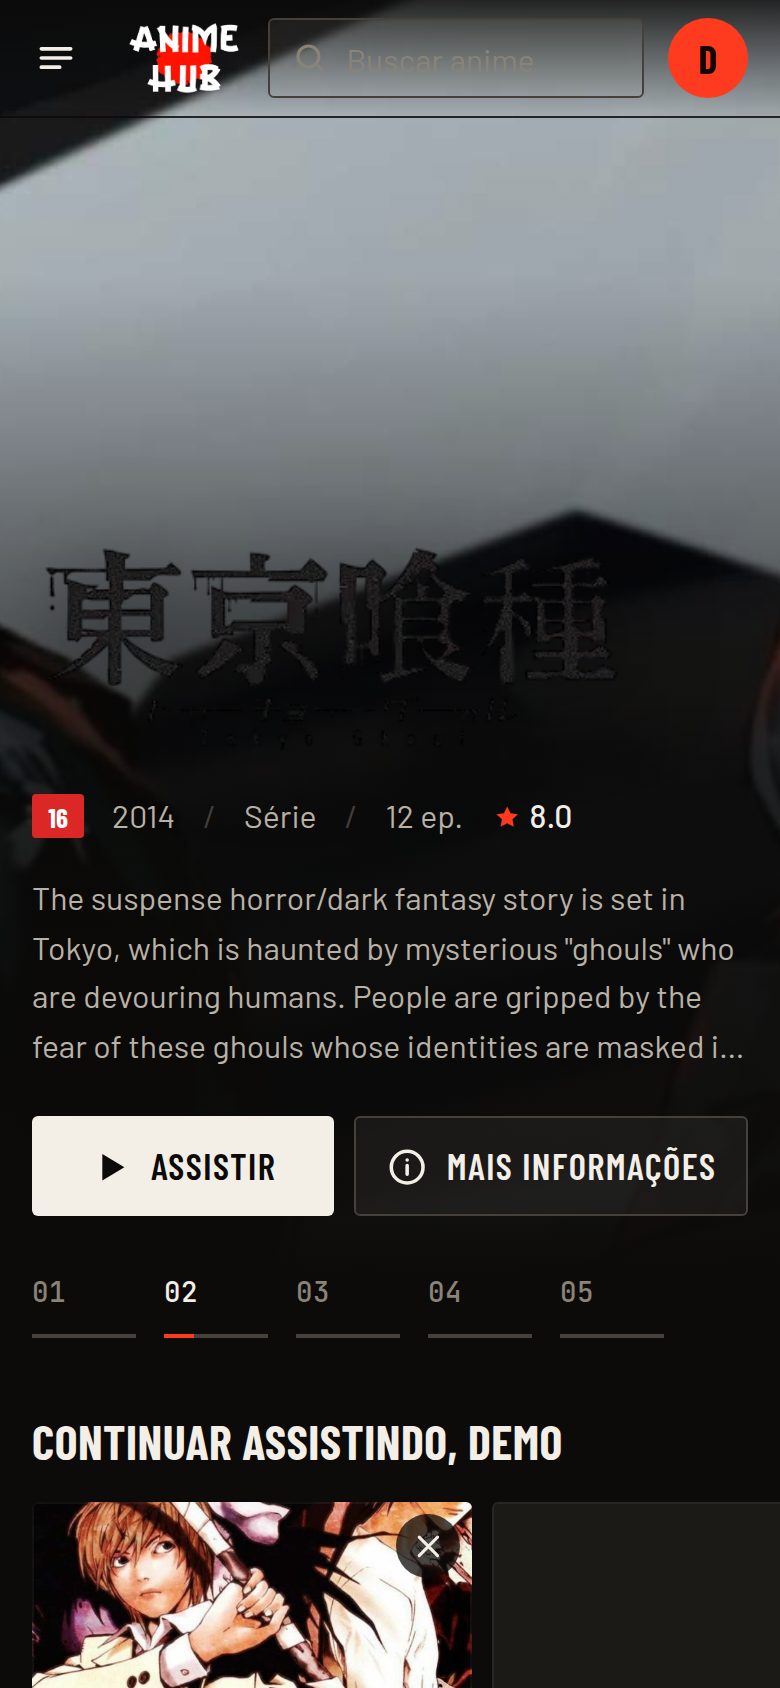 ANIME
HUB
Buscar anime
D
東京喰種
16 2014 / Série / 12 ep. 8.0
The suspense horror/dark fantasy story is set in
Tokyo, which is haunted by mysterious "ghouls" who
are devouring humans. People are gripped by the
fear of these ghouls whose identities are masked i...
ASSISTIR
MAIS INFORMAÇÕES
01 02 03 04 05
CONTINUAR ASSISTINDO, DEMO